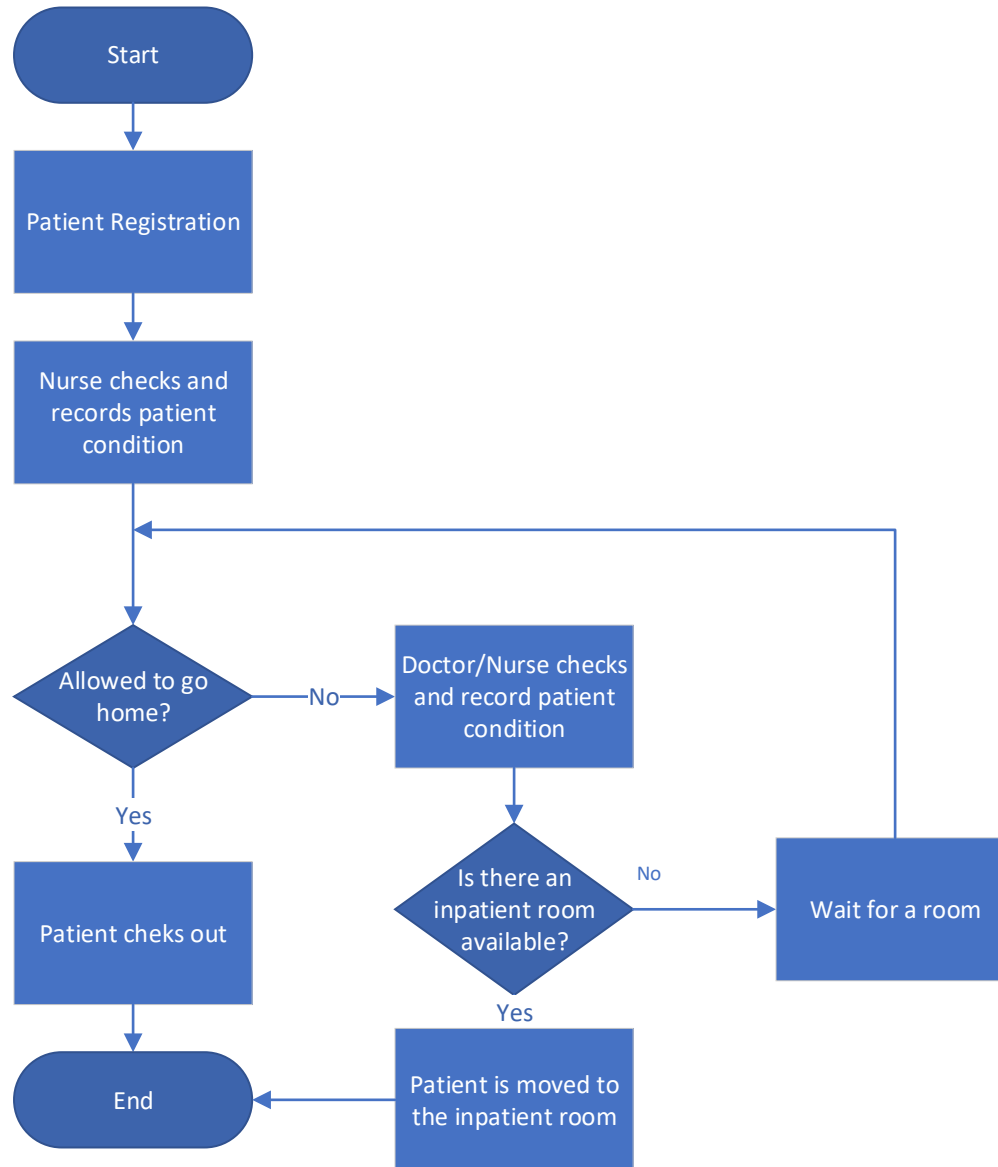 Start
Patient Registration
Nurse checks and
records patient
condition
Allowed to go
home?
No
Doctor/Nurse checks
and record patient
condition
Yes
Is there an
inpatient room
available?
No
Wait for a room
Patient cheks out
Yes
Patient is moved to
the inpatient room
End